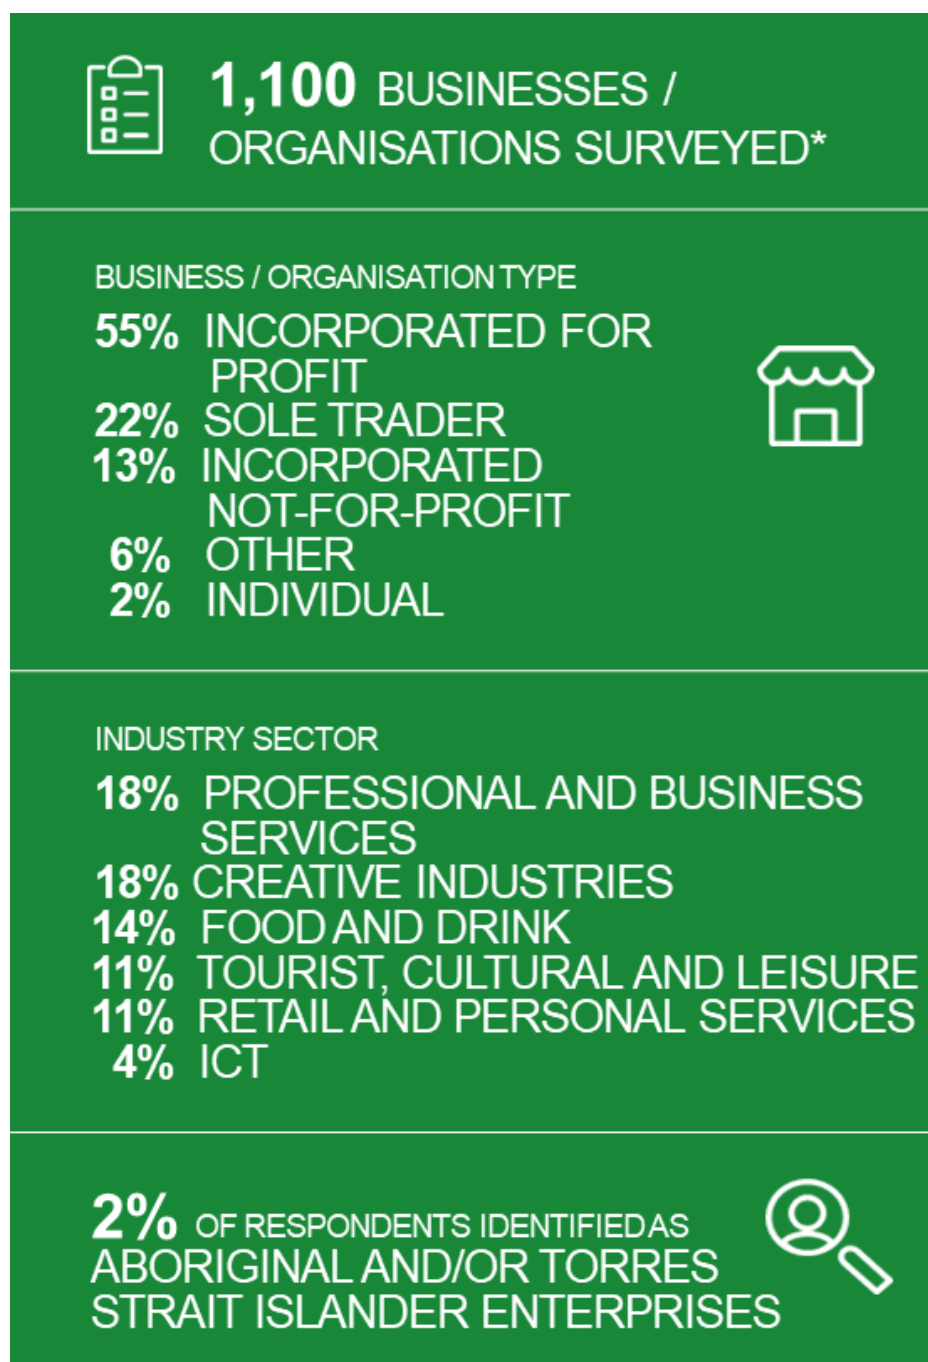 1,100 BUSINESSES /
ORGANISATIONS SURVEYED*
BUSINESS / ORGANISATION TYPE
55% INCORPORATED FOR
PROFIT
22% SOLE TRADER
13% INCORPORATED
NOT-FOR-PROFIT
6% OTHER
2% INDIVIDUAL
INDUSTRY SECTOR
18% PROFESSIONAL AND BUSINESS
SERVICES
18% CREATIVE INDUSTRIES
14% FOOD AND DRINK
11% TOURIST, CULTURAL AND LEISURE
11% RETAIL AND PERSONAL SERVICES
4% ICT
2% OF RESPONDENTS IDENTIFIED AS
ABORIGINAL AND/OR TORRES
STRAIT ISLANDER ENTERPRISES